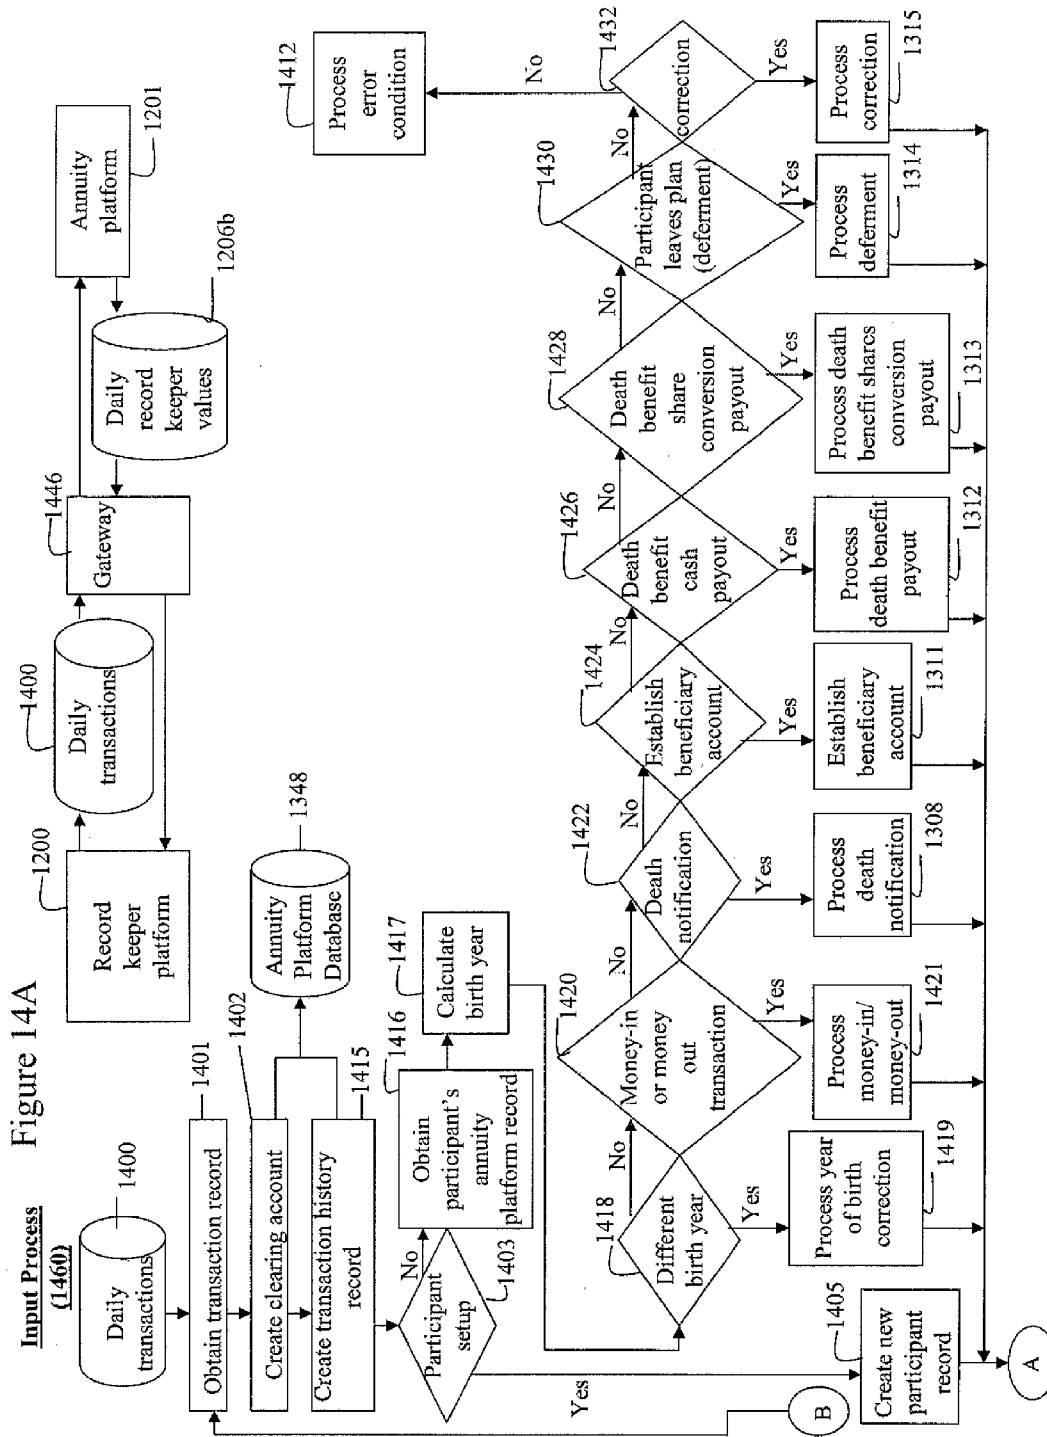 Figure 14A
Input Process
(1460)
1400
Daily
transactions
1401
Obtain transaction record
1402
Create clearing account
1415
Create transaction history
record
1348
Annuity
Platform
Database
1200
Record
keeper
platform
1400
Daily
transactions
1446
Gateway
Daily
record
keeper
values
1206b
Annuity
platform
1201
Participant
setup
1403
No
Yes
1416
Obtain
participant's
annuity
platform record
1417
Calculate
birth year
B
1405
Create new
participant
record
A
1418
Different
birth year
No
Yes
Process year
of birth
correction
1419
1420
Money-in
or money
out
transaction
No
Yes
Process
money-in/
money-out
1421
1422
Death
notification
No
Yes
Process
death
notification
1308
1424
Establish
beneficiary
account
No
Yes
Establish
beneficiary
account
1311
1426
Death
benefit
cash
payout
No
Yes
Process
death benefit
payout
1312
1428
Death
benefit
share
conversion
payout
No
Yes
Process death
benefit shares
conversion
payout
1313
1430
Participant
leaves plan
(deferment)
No
Yes
Process
deferment
1314
1432
correction
No
Yes
Process
correction
1315
1412
Process
error
condition